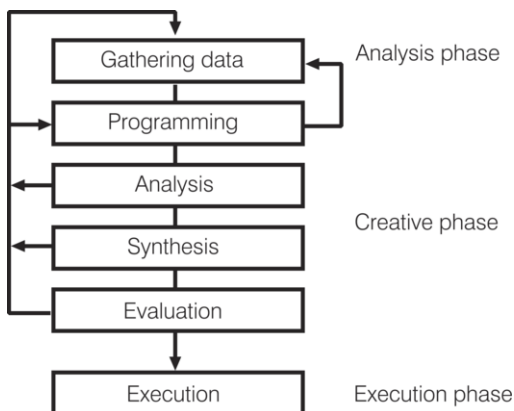 Gathering data
Analysis phase
Programming
Analysis
Creative phase
Synthesis
Evaluation
Execution
Execution phase